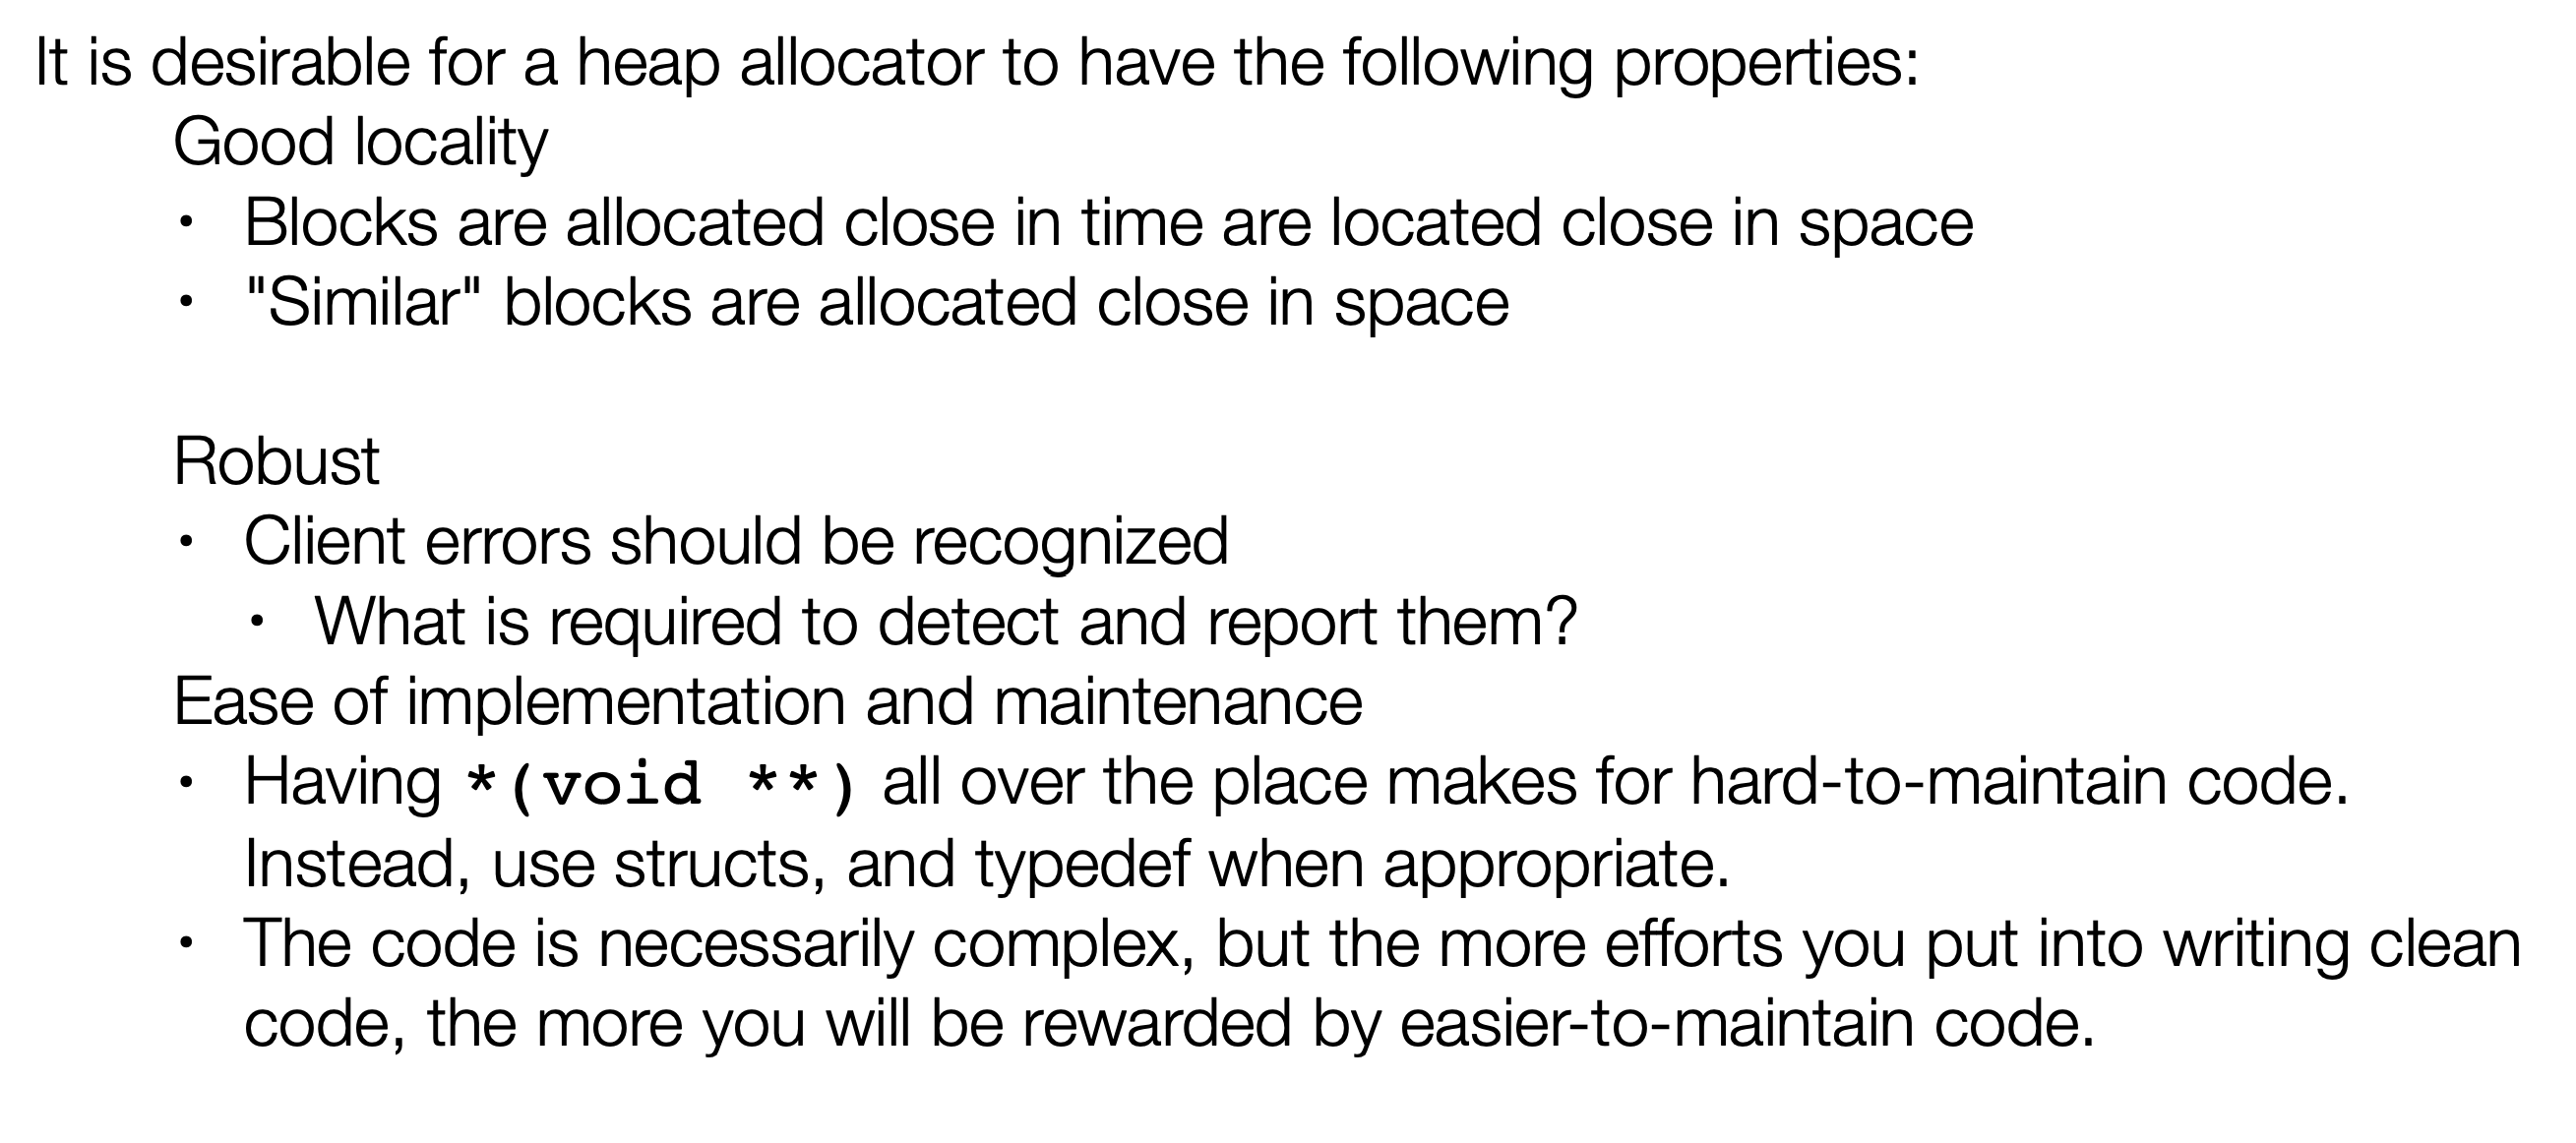 It is desirable for a heap allocator to have the following properties:
Good locality
• Blocks are allocated close in time are located close in space
• "Similar" blocks are allocated close in space
Robust
• Client errors should be recognized
• What is required to detect and report them?
Ease of implementation and maintenance
• Having *(void **) all over the place makes for hard-to-maintain code.
Instead, use structs, and typedef when appropriate.
• The code is necessarily complex, but the more efforts you put into writing clean
code, the more you will be rewarded by easier-to-maintain code.